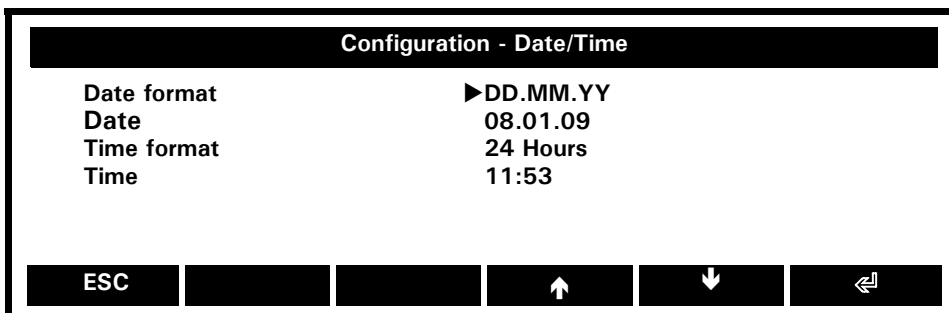 Configuration - Date/Time
Date format ▶DD.MM.YY
Date 08.01.09
Time format 24 Hours
Time 11:53
ESC